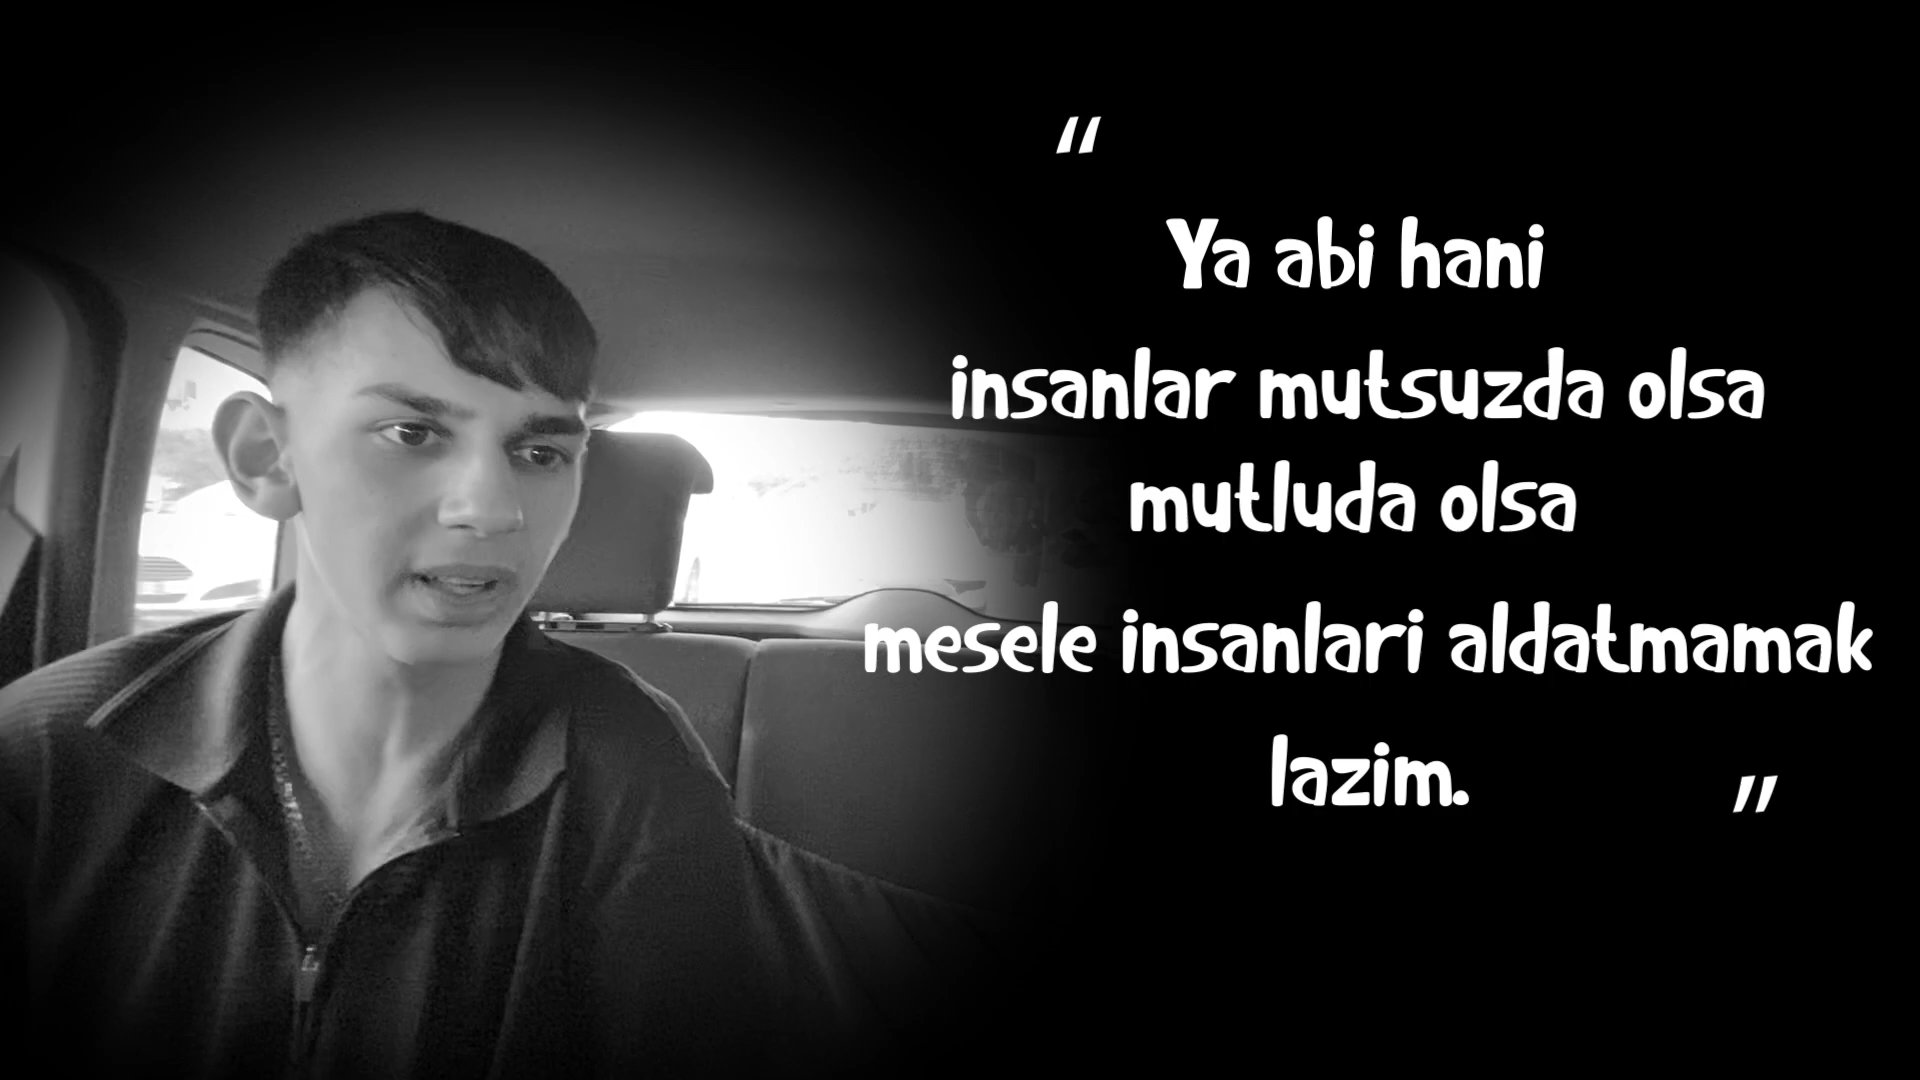 “
Ya abi hani
insanlar mutsuzda olsa
mutluda olsa
mesele insanlari aldatmamak
lazim.
”